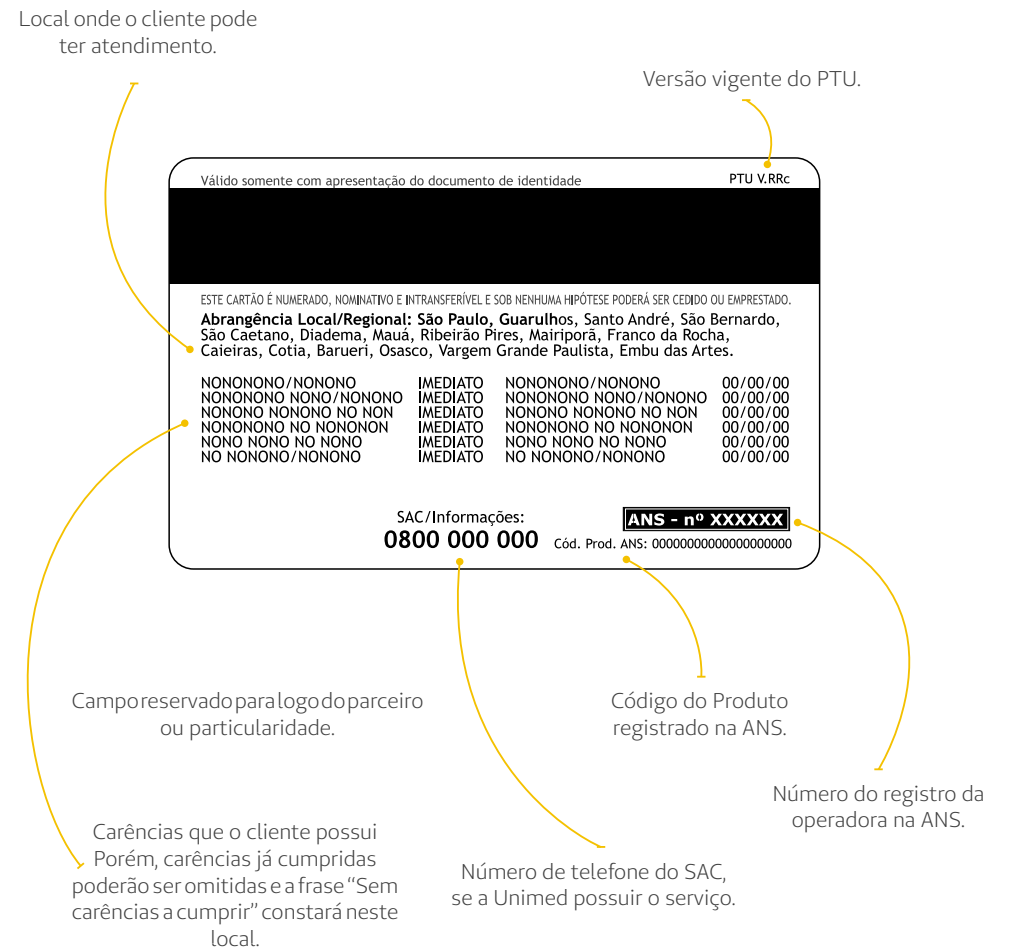 Local onde o cliente pode
ter atendimento.
Versão vigente do PTU.
Válido somente com apresentação do documento de identidade
PTU V.RRc
ESTE CARTÃO É NUMERADO, NOMINATIVO E INTRANSFERÍVEL E SOB NENHUMA HIPÓTESE PODERÁ SER CEDIDO OU EMPRESTADO.
Abrangência Local/Regional: São Paulo, Guarulhos, Santo André, São Bernardo,
São Caetano, Diadema, Mauá, Ribeirão Pires, Mairiporã, Franco da Rocha,
Caieiras, Cotia, Barueri, Osasco, Vargem Grande Paulista, Embu das Artes.
NONONONO/NONONO IMEDIATO NONONONO/NONONO 00/00/00
NONONONO NONO/NONONO IMEDIATO NONONONO NONO/NONONO 00/00/00
NONONO NONONO NO NON IMEDIATO NONONO NONONO NO NON 00/00/00
NONONONO NO NONONON IMEDIATO NONONONO NO NONONON 00/00/00
NONO NONO NO NONO IMEDIATO NONO NONO NO NONO 00/00/00
NO NONONO/NONONO IMEDIATO NO NONONO/NONONO 00/00/00
SAC/Informações:
0800 000 000
ANS - nº XXXXXX
Cód. Prod. ANS: 00000000000000000000
Campo reservado para logo do parceiro
ou particularidade.
Código do Produto
registrado na ANS.
Número do registro da
operadora na ANS.
Carências que o cliente possui
Porém, carências já cumpridas
poderão ser omitidas e a frase “Sem
carências a cumprir” constará neste
local.
Número de telefone do SAC,
se a Unimed possuir o serviço.